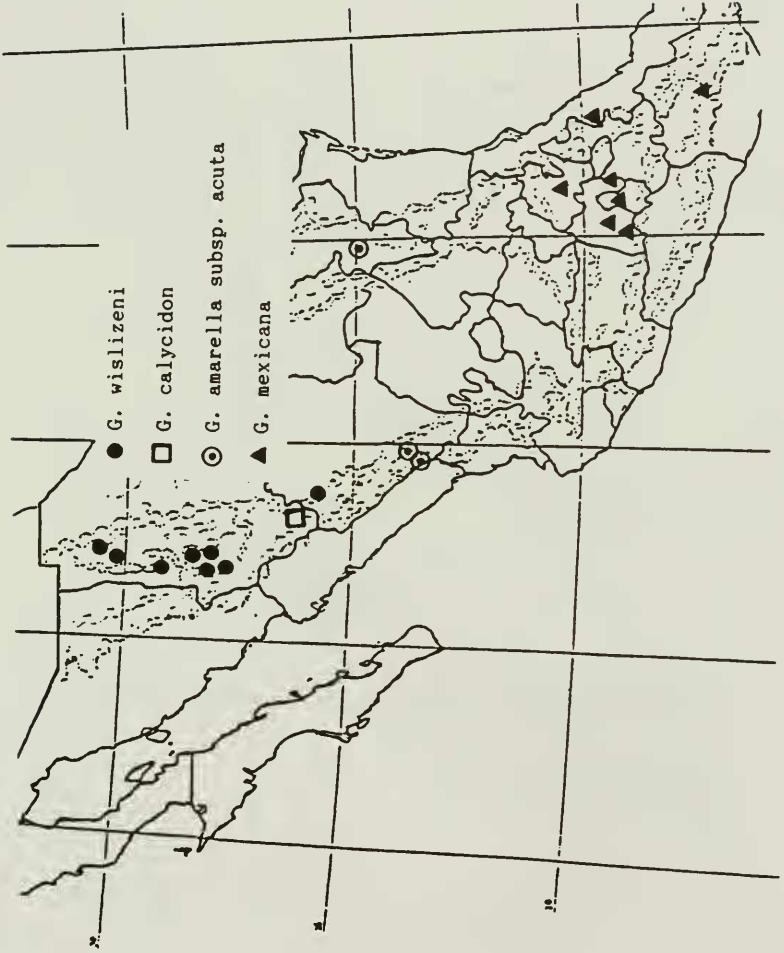 G. wislizeni
G. calycidon
G. amarella subsp. acuta
G. mexicana